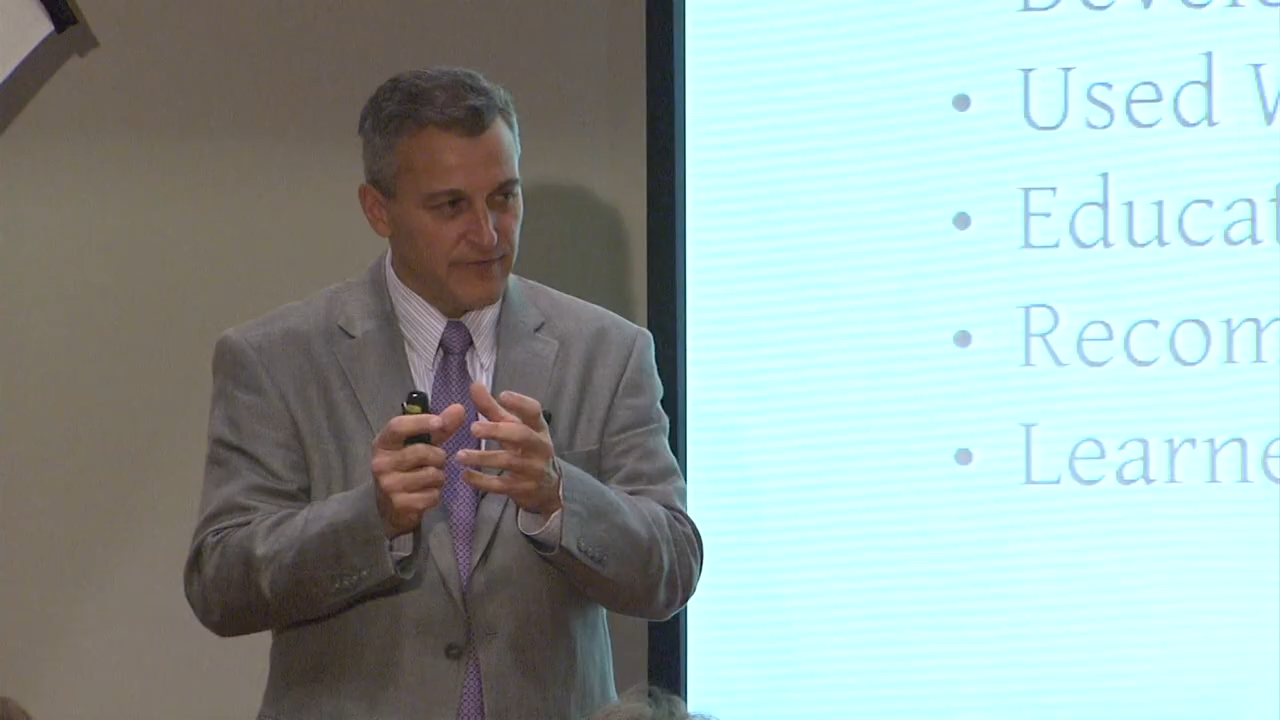 • Used
• Educat
• Recom
• Learne